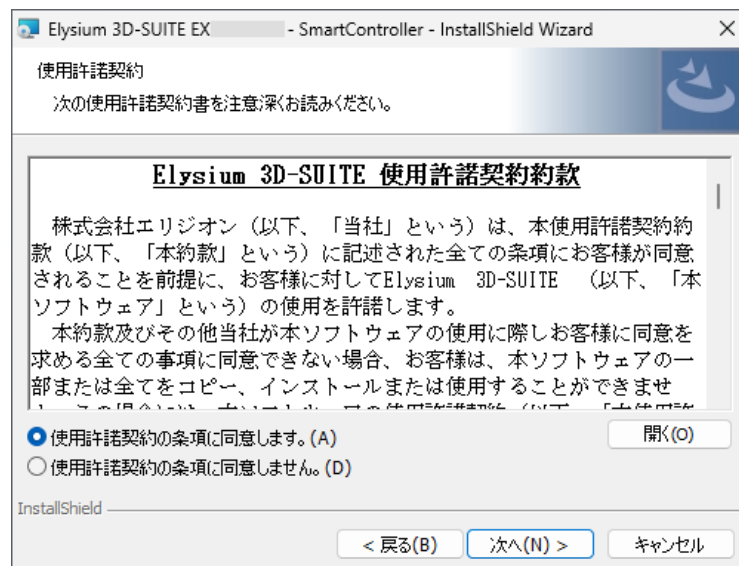 Elysium 3D-SUITE EX - SmartController - InstallShield Wizard
使用許諾契約
次の使用許諾契約書を注意深くお読みください。
Elysium 3D-SUITE 使用許諾契約約款
株式会社エリジオン（以下、「当社」という）は、本使用許諾契約約
款（以下、「本約款」という）に記述された全ての条項にお客様が同意
されることを前提に、お客様に対してElysium 3D-SUITE （以下、「本
ソフトウェア」という）の使用を許諾します。
本約款及びその他当社が本ソフトウェアの使用に際しお客様に同意を
求める全ての事項に同意できない場合、お客様は、本ソフトウェアの一
部または全てをコピー、インストールまたは使用することができませ
使用許諾契約の条項に同意します。(A)
開く(O)
使用許諾契約の条項に同意しません。(D)
InstallShield
< 戻る(B)
次へ(N) >
キャンセル